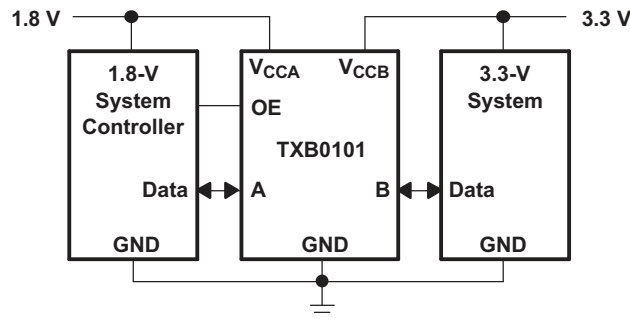 1.8 V
3.3 V
VCCA
VCCB
1.8-V
System
Controller
3.3-V
System
OE
TXB0101
Data
A
B
Data
GND
GND
GND